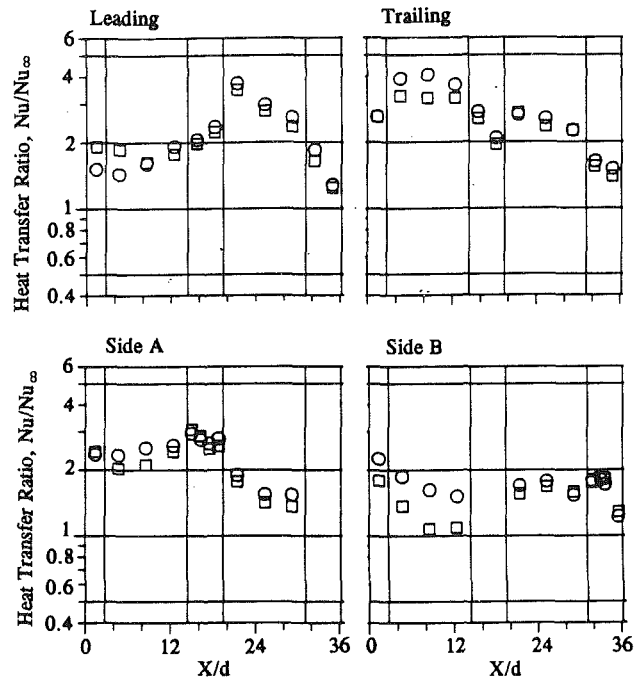 Leading
Trailing
6
4
2
1
0.8
0.6
0.4
Heat Transfer Ratio, Nu/Nu∞
Side A
Side B
6
4
2
1
0.8
0.6
0.4
Heat Transfer Ratio, Nu/Nu∞
0 12 24 36 0 12 24 36
X/d X/d